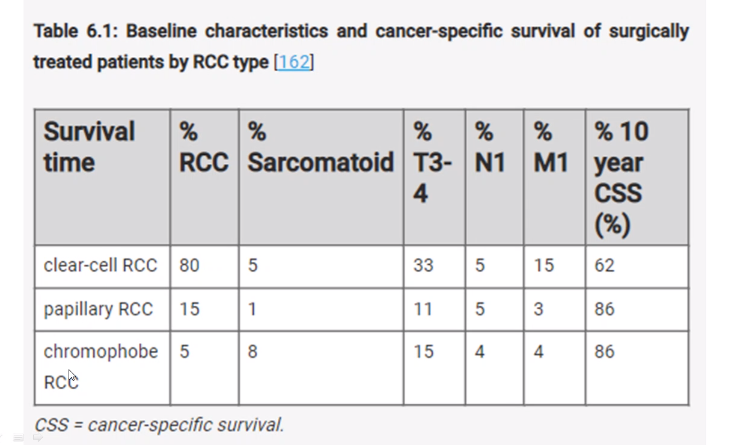 Table 6.1: Baseline characteristics and cancer-specific survival of surgically
treated patients by RCC type [162]
Survival time % RCC % Sarcomatoid % T3-4 % N1 % M1 % 10 year CSS (%)
clear-cell RCC 80 5 33 5 15 62
papillary RCC 15 1 11 5 3 86
chromophobe RCC 5 8 15 4 4 86
CSS = cancer-specific survival.